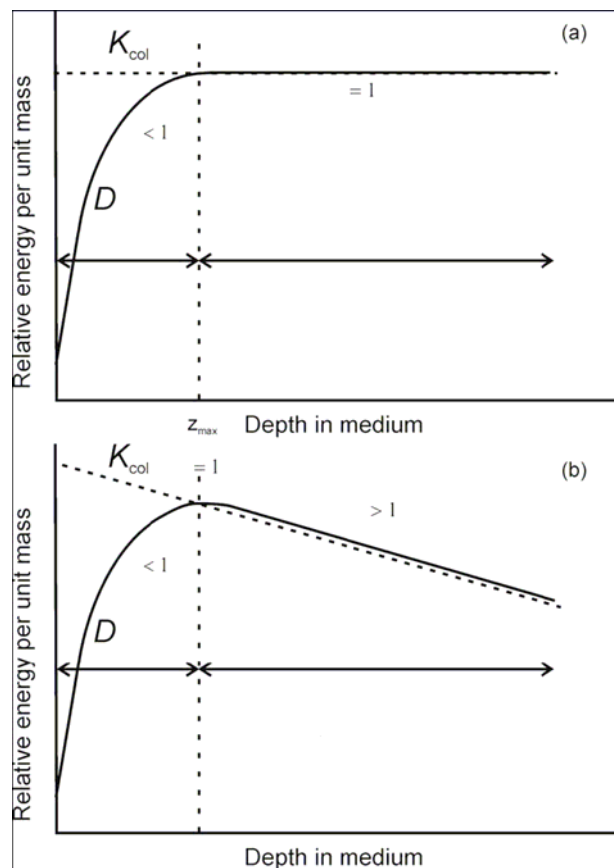 (a)
K_col
= 1
< 1
D
Relative energy per unit mass
z_max Depth in medium
(b)
K_col = 1
> 1
< 1
D
Relative energy per unit mass
Depth in medium